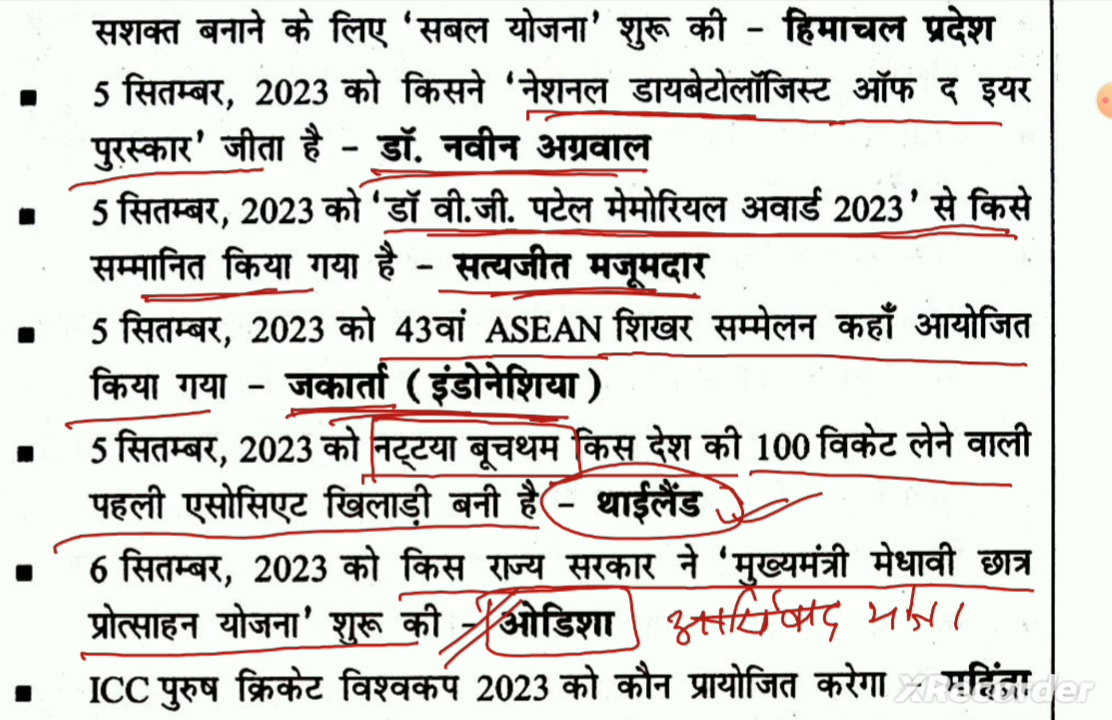 सशक्त बनाने के लिए ‘सबल योजना’ शुरू की – हिमाचल प्रदेश
▪ 5 सितम्बर, 2023 को किसने ‘नेशनल डायबेटोलॉजिस्ट ऑफ द इयर
पुरस्कार’ जीता है – डॉ. नवीन अग्रवाल
▪ 5 सितम्बर, 2023 को ‘डॉ वी.जी. पटेल मेमोरियल अवार्ड 2023’ से किसे
सम्मानित किया गया है – सत्यजीत मजूमदार
▪ 5 सितम्बर, 2023 को 43वां ASEAN शिखर सम्मेलन कहाँ आयोजित
किया गया – जकार्ता (इंडोनेशिया)
▪ 5 सितम्बर, 2023 को नट्टया बूचथम किस देश की 100 विकेट लेने वाली
पहली एसोसिएट खिलाड़ी बनी है – थाईलैंड
▪ 6 सितम्बर, 2023 को किस राज्य सरकार ने ‘मुख्यमंत्री मेधावी छात्र
प्रोत्साहन योजना’ शुरू की – ओडिशा
▪ ICC पुरुष क्रिकेट विश्वकप 2023 को कौन प्रायोजित करेगा –
XRecorder